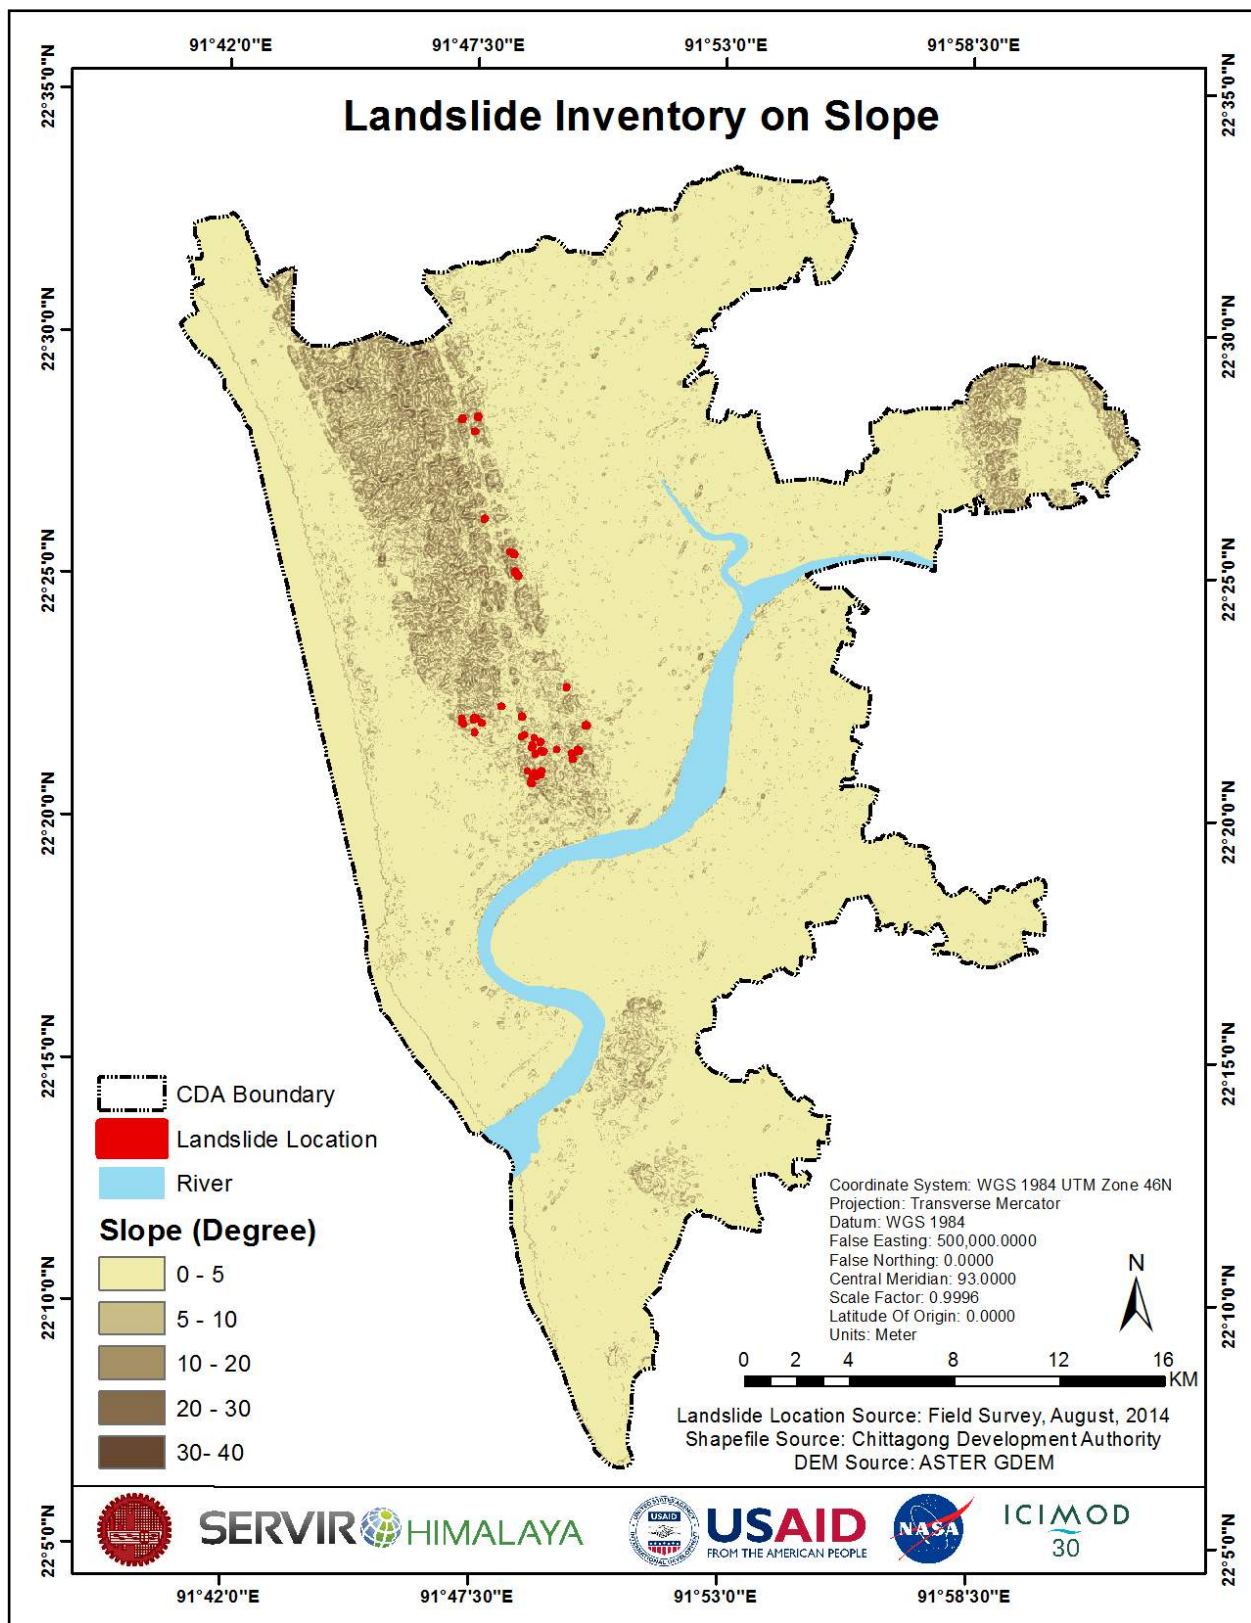 91°42'0"E 91°47'30"E 91°53'0"E 91°58'30"E
22°35'0"N 22°35'0"N
Landslide Inventory on Slope
22°30'0"N 22°30'0"N
22°25'0"N 22°25'0"N
22°20'0"N 22°20'0"N
22°15'0"N 22°15'0"N
CDA Boundary
Landslide Location
River
Slope (Degree)
0 - 5
5 - 10
10 - 20
20 - 30
30- 40
Coordinate System: WGS 1984 UTM Zone 46N
Projection: Transverse Mercator
Datum: WGS 1984
False Easting: 500,000.0000
False Northing: 0.0000
Central Meridian: 93.0000
Scale Factor: 0.9996
Latitude Of Origin: 0.0000
Units: Meter
N
22°10'0"N 22°10'0"N
0 2 4 8 12 16
KM
Landslide Location Source: Field Survey, August, 2014
Shapefile Source: Chittagong Development Authority
DEM Source: ASTER GDEM
SERVIR HIMALAYA
UNITED STATES AGENCY
USAID
INTERNATIONAL DEVELOPMENT
USAID
FROM THE AMERICAN PEOPLE
NASA
ICIMOD
30
22°5'0"N 22°5'0"N
91°42'0"E 91°47'30"E 91°53'0"E 91°58'30"E